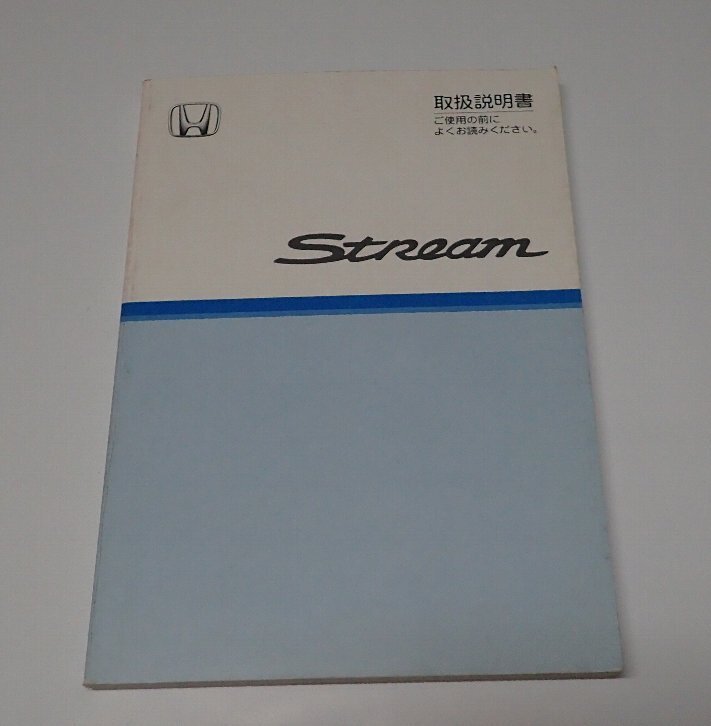 取扱説明書
ご使用の前に
よくお読みください。
Stream